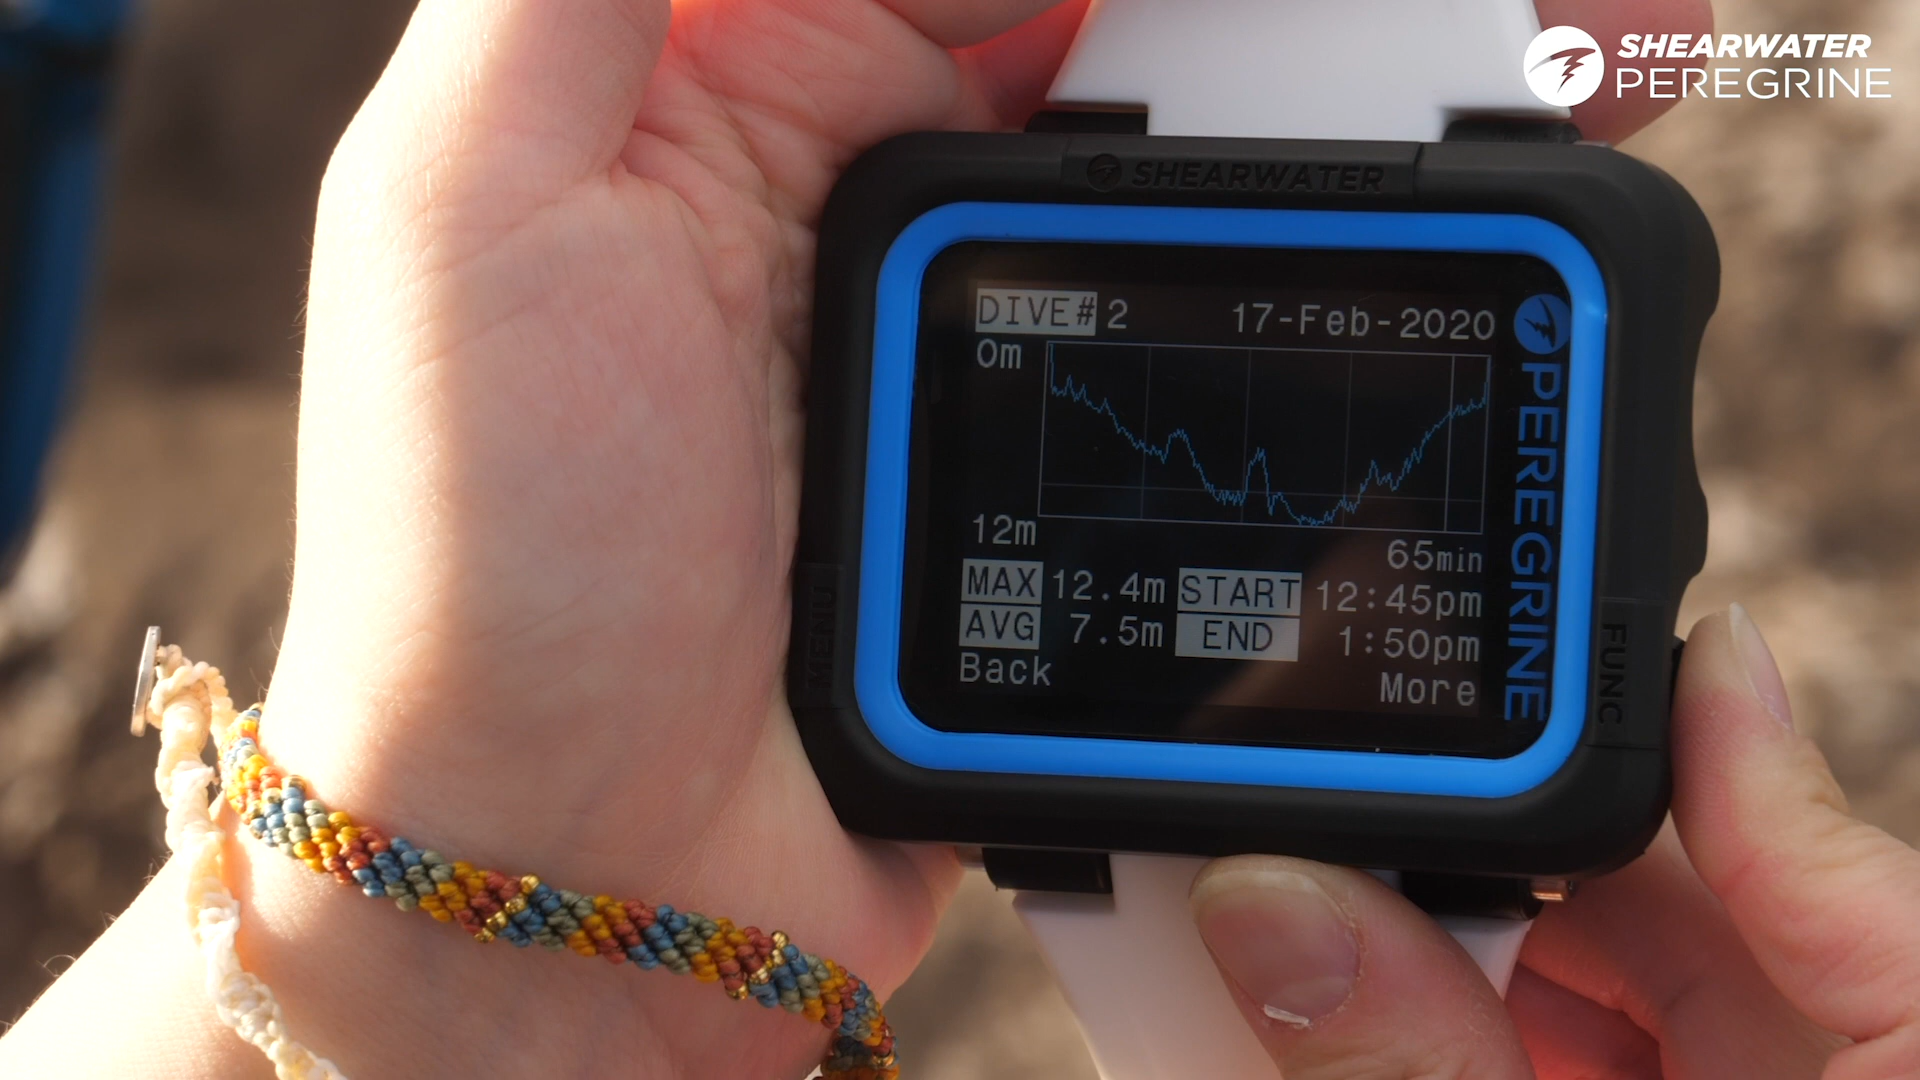 SHEARWATER
PEREGRINE
SHEARWATER
DIVE# 2 17-Feb-2020
0m
12m
65min
MAX 12.4m START 12:45pm
AVG 7.5m END 1:50pm
Back More
PEREGRINE
MENU
FUNC